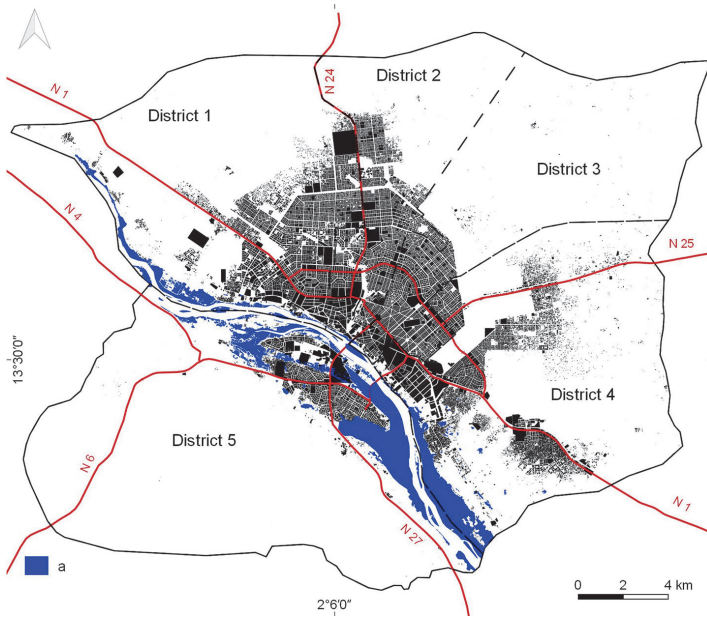 N 24
District 2
N 1
District 1
District 3
N 4
N 25
13°30'0''
District 4
District 5
N 6
N 1
N 27
a
0 2 4 km
2°6'0''